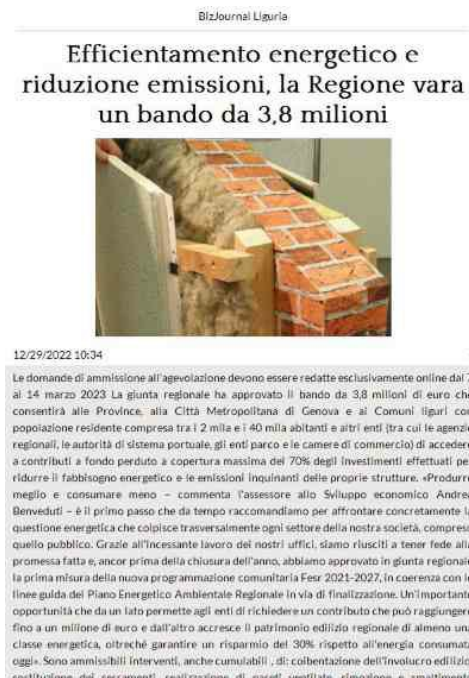 BizJournal Liguria
Efficientamento energetico e
riduzione emissioni, la Regione vara
un bando da 3,8 milioni
12/29/2022 10:34
Le domande di ammissione all'agevolazione devono essere redatte esclusivamente online dal 7
al 14 marzo 2023 La giunta regionale ha approvato il bando da 3,8 milioni di euro che
consentirà alle Province, alla Città Metropolitana di Genova e ai Comuni liguri con
popolazione residente compresa tra i 2 mila e i 40 mila abitanti e altri enti (tra cui le agenzie
regionali, le autorità di sistema portuale, gli enti parco e le camere di commercio) di accedere
a contributi a fondo perduto a copertura massima del 70% degli investimenti effettuati per
ridurre il fabbisogno energetico e le emissioni inquinanti delle proprie strutture. «Produrre
meglio e consumare meno – commenta l'assessore allo Sviluppo economico Andrea
Benveduti – è il primo passo che da tempo raccomandiamo per affrontare concretamente la
questione energetica che colpisce trasversalmente ogni settore della nostra società, compreso
quello pubblico. Grazie all'incessante lavoro dei nostri uffici, siamo riusciti a tener fede alla
promessa fatta e, ancor prima della chiusura dell'anno, abbiamo approvato in giunta regionale
la prima misura della nuova programmazione comunitaria Fesr 2021-2027, in coerenza con le
linee guida del Piano Energetico Ambientale Regionale in via di finalizzazione. Un'importante
opportunità che da un lato permette agli enti di richiedere un contributo che può raggiungere
fino a un milione di euro e dall'altro accresce il patrimonio edilizio regionale di almeno una
classe energetica, oltreché garantire un risparmio del 30% rispetto all'energia consumata
oggi». Sono ammissibili interventi, anche cumulabili , di: coibentazione dell'involucro edilizio
sostituzione dei serramenti, realizzazione di pareti ventilate, rimozione e smaltimento